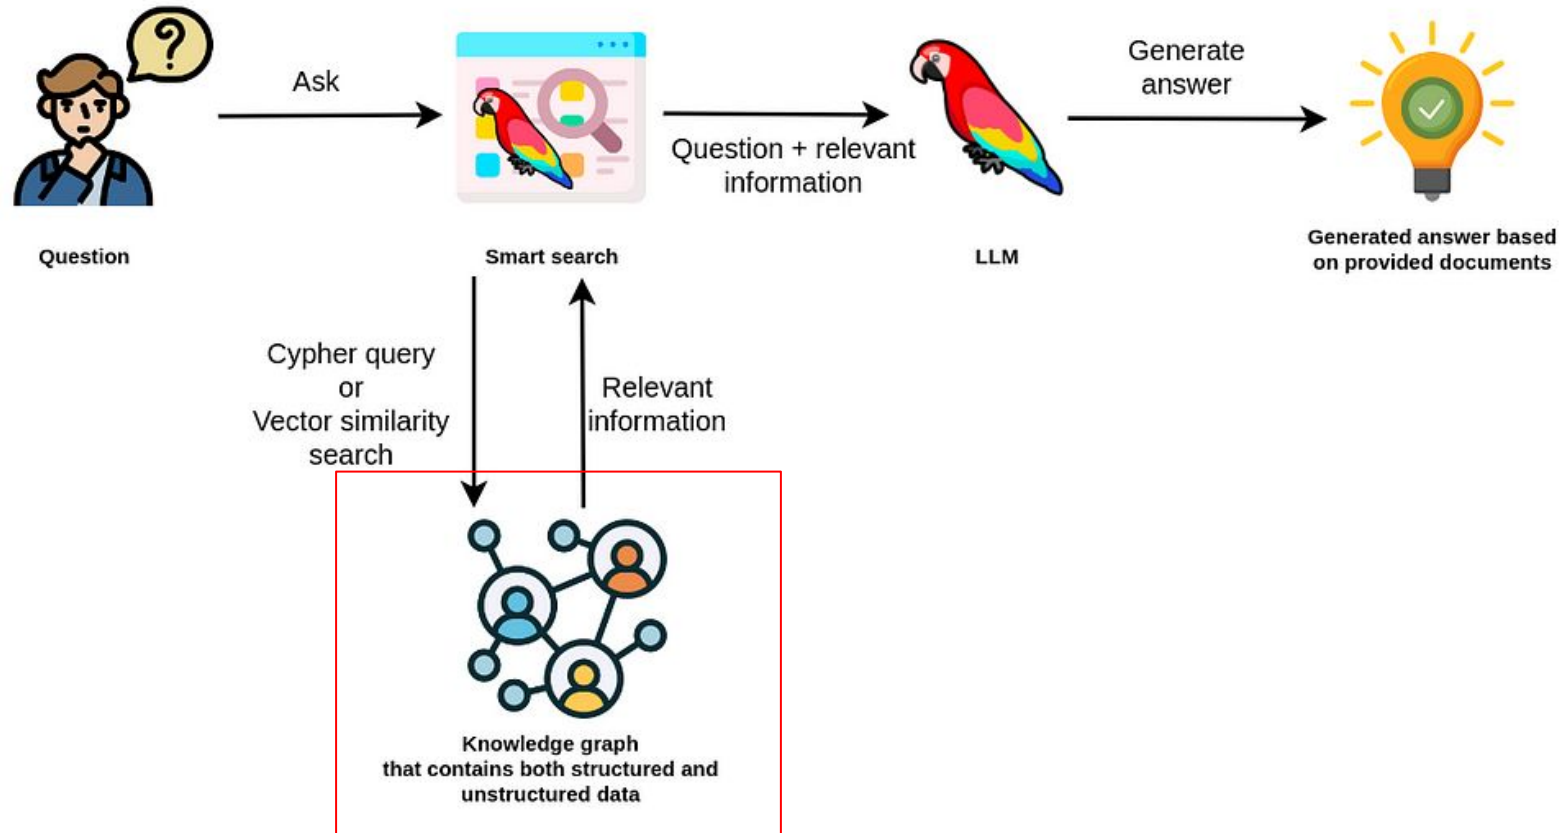 ?
Ask
Generate
answer
Question + relevant
information
Question
Smart search
LLM
Generated answer based
on provided documents
Cypher query
or
Vector similarity
search
Relevant
information
Knowledge graph
that contains both structured and
unstructured data